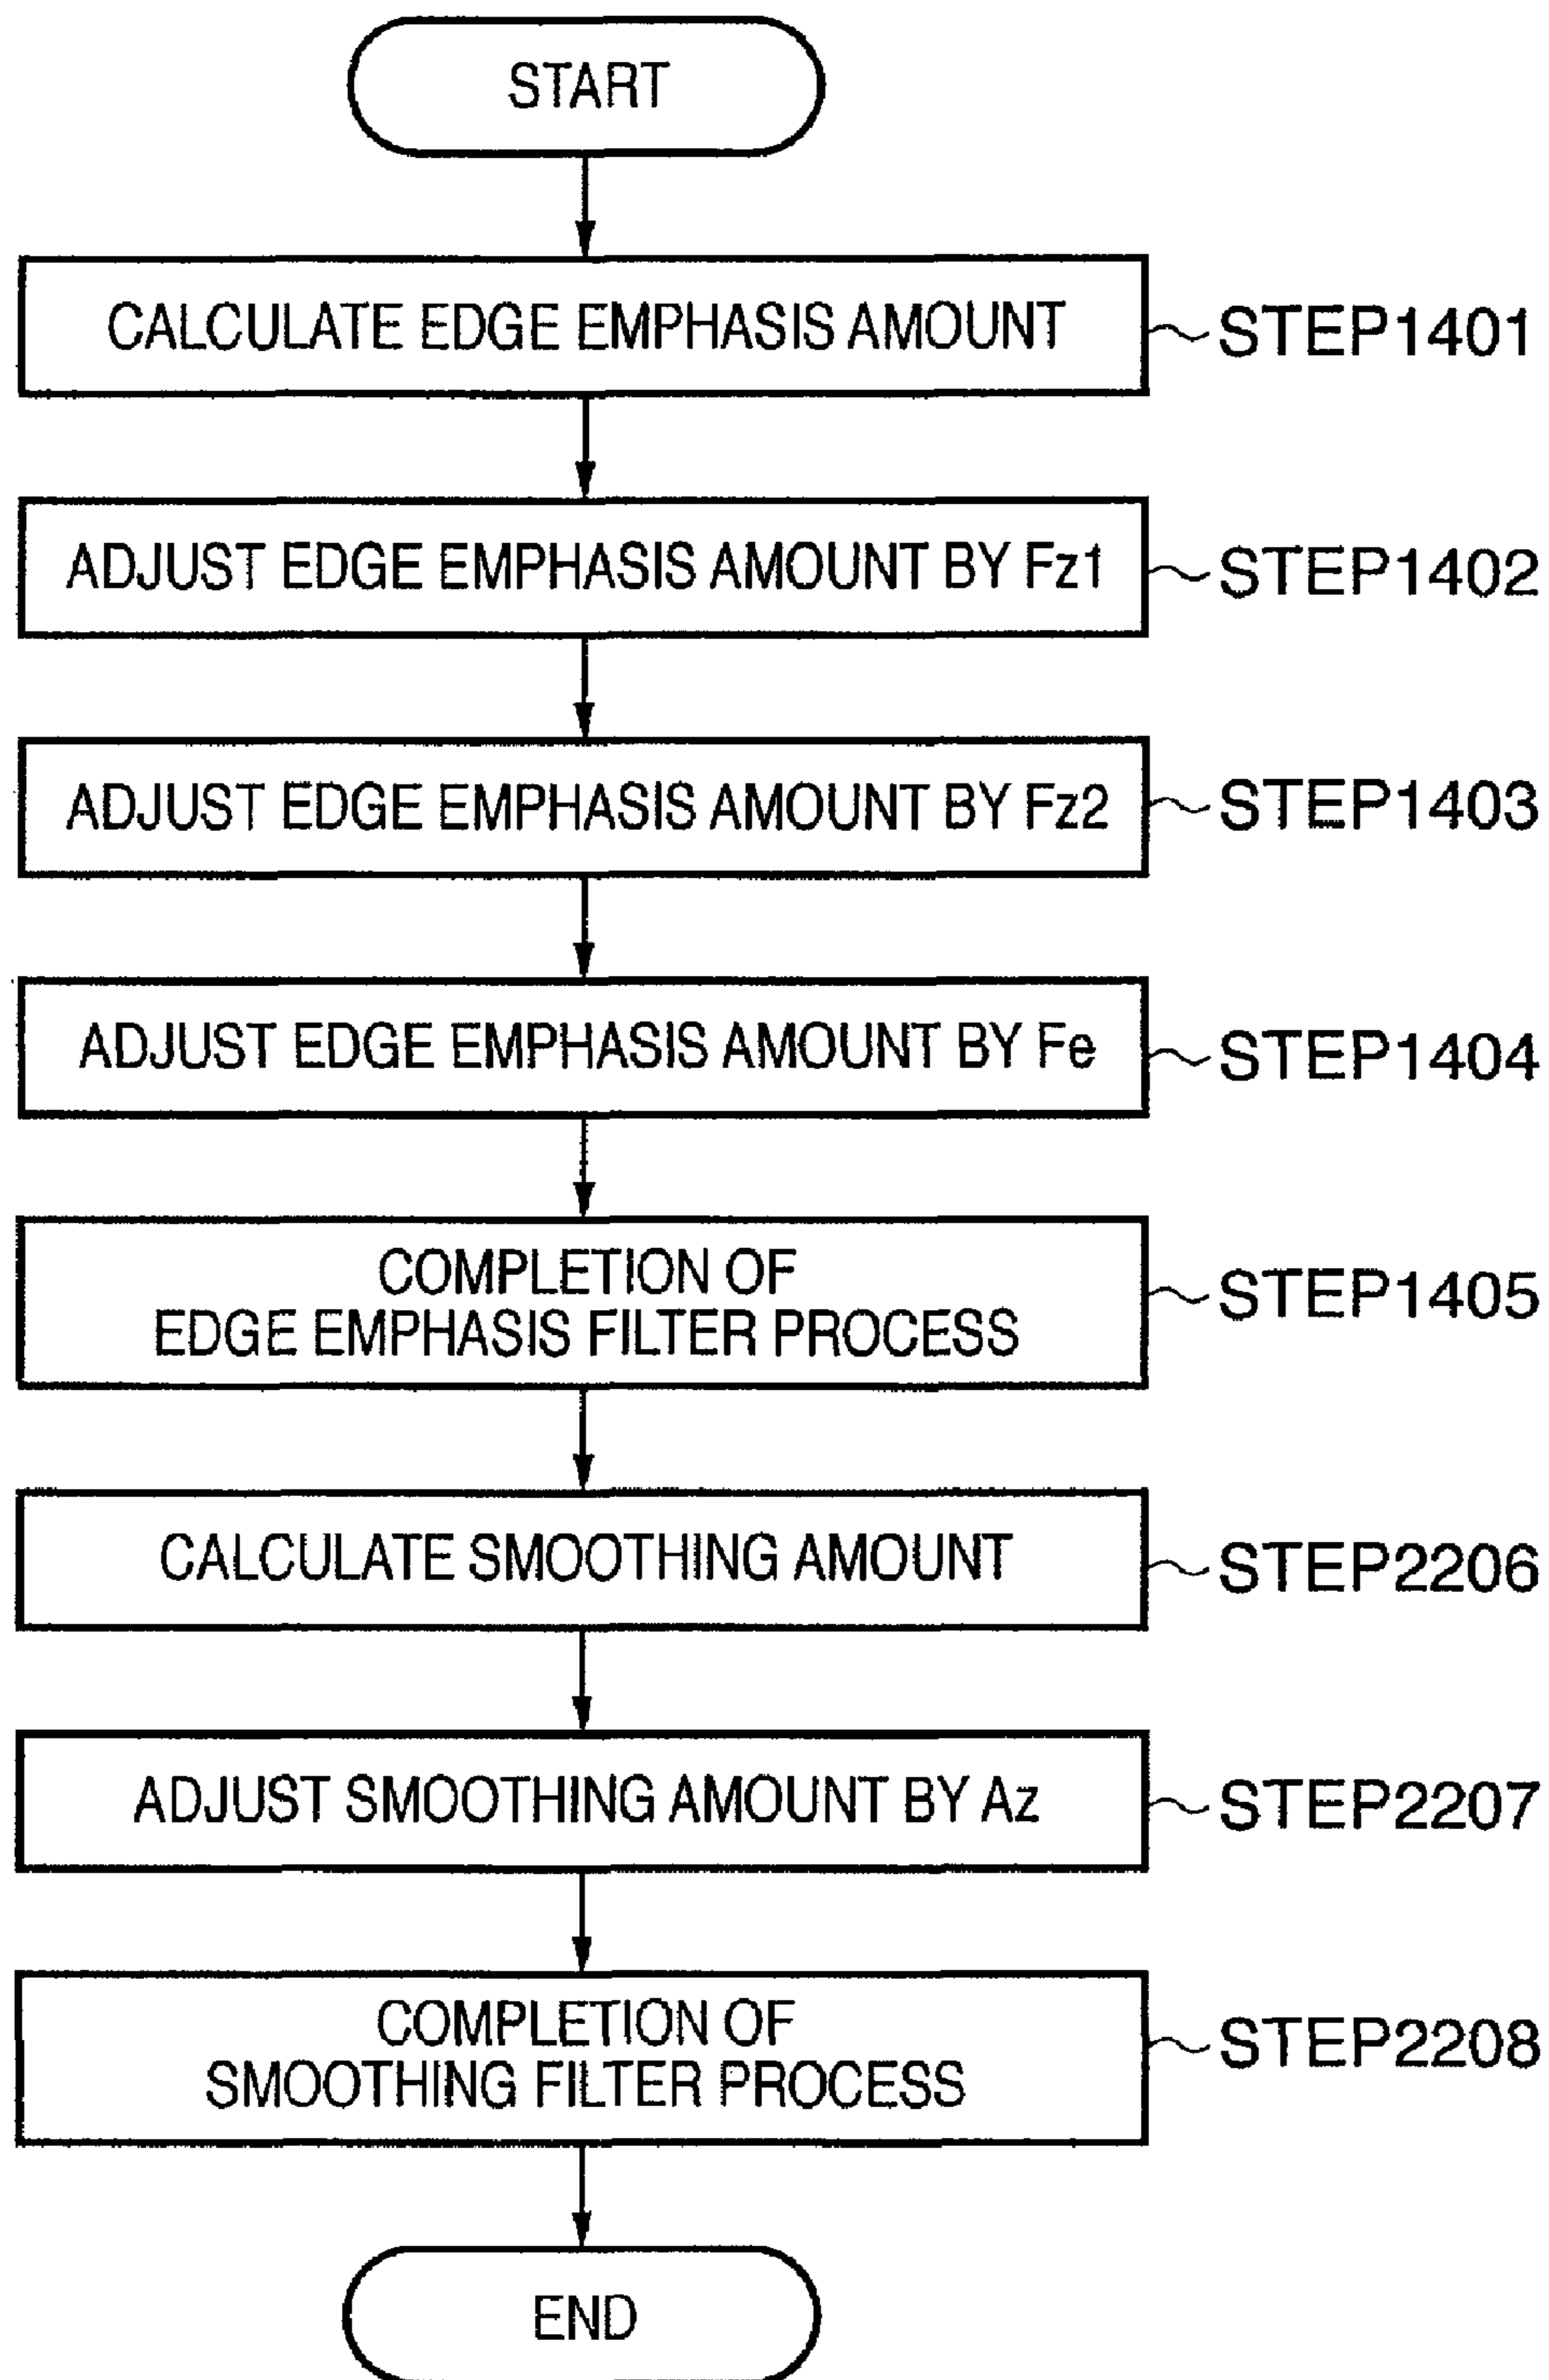 START
CALCULATE EDGE EMPHASIS AMOUNT
STEP1401
ADJUST EDGE EMPHASIS AMOUNT BY Fz1
STEP1402
ADJUST EDGE EMPHASIS AMOUNT BY Fz2
STEP1403
ADJUST EDGE EMPHASIS AMOUNT BY Fe
STEP1404
COMPLETION OF
EDGE EMPHASIS FILTER PROCESS
STEP1405
CALCULATE SMOOTHING AMOUNT
STEP2206
ADJUST SMOOTHING AMOUNT BY Az
STEP2207
COMPLETION OF
SMOOTHING FILTER PROCESS
STEP2208
END